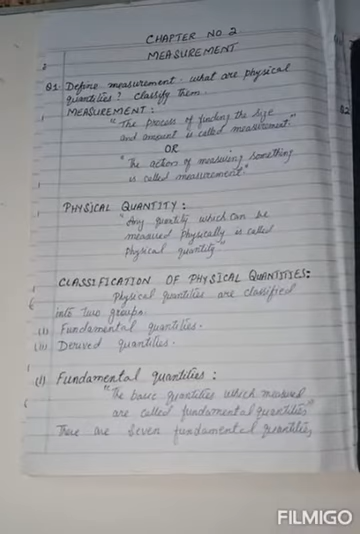 CHAPTER NO 2
MEASUREMENT
Q1 Define measurement. what are physical
quantities? classify them.
MEASUREMENT:
"The process of finding the size
and amount is called measurement."
OR
"The action of measuring something
is called measurement"
PHYSICAL QUANTITY:
"Any quantity which can be
measured physically is called
physical quantity"
CLASSIFICATION OF PHYSICAL QUANTITIES:
Physical quantities are classified
into two groups.
(i) Fundamental quantities.
(ii) Derived quantities.
(i) Fundamental quantities:
"The basic quantities which measured
are called fundamental quantities"
There are seven fundamental quantities
FILMIGO